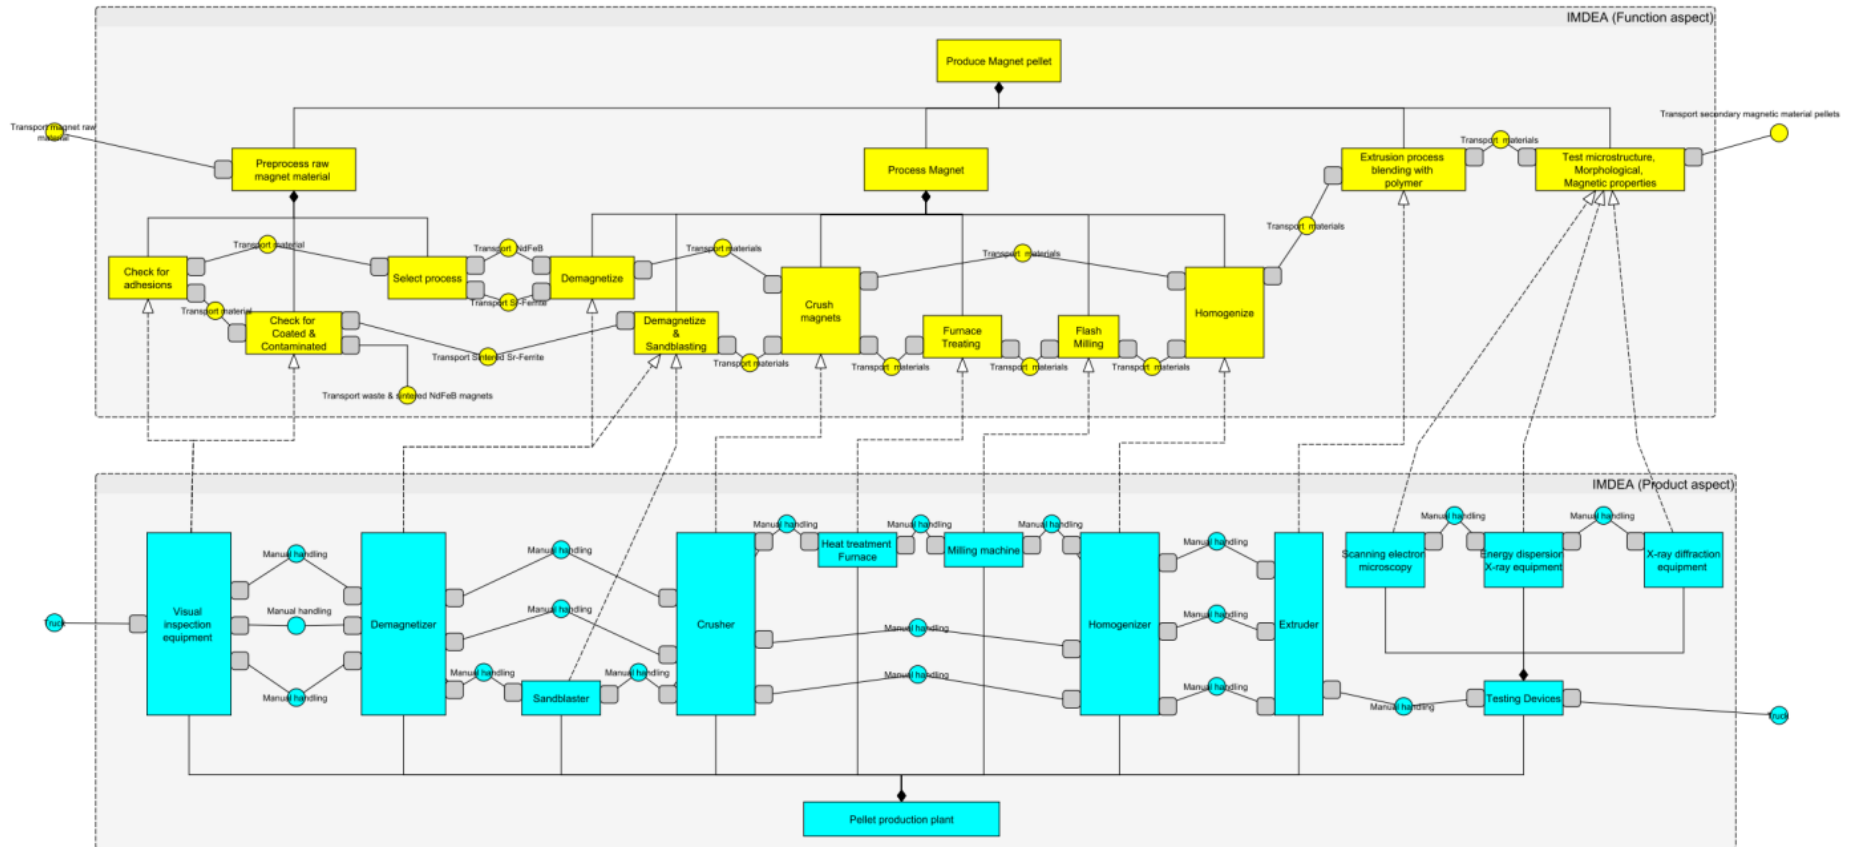 IMDEA (Function aspect)
Produce Magnet pellet
Transport magnet raw
material
Transport secondary magnetic material pellets
Transport materials
Preprocess raw
magnet material
Process Magnet
Extrusion process
blending with
polymer
Test microstructure,
Morphological,
Magnetic properties
Transport materials
Transport material
Transport NdFeB
Transport materials
Transport materials
Check for
adhesions
Select process
Demagnetize
Transport Sr-Ferrite
Transport material
Crush
magnets
Homogenize
Check for
Coated &
Contaminated
Demagnetize
&
Sandblasting
Furnace
Treating
Flash
Milling
Transport Sintered Sr-Ferrite
Transport materials
Transport materials
Transport materials
Transport materials
Transport waste & sintered NdFeB magnets
IMDEA (Product aspect)
Manual handling
Manual handling
Manual handling
Manual handling
Manual handling
Manual handling
Manual handling
Manual handling
Heat treatment
Furnace
Milling machine
Scanning electron
microscopy
Energy dispersion
X-ray equipment
X-ray diffraction
equipment
Manual handling
Manual handling
Manual handling
Truck
Visual
inspection
equipment
Demagnetizer
Crusher
Manual handling
Homogenizer
Extruder
Manual handling
Manual handling
Manual handling
Manual handling
Manual handling
Manual handling
Sandblaster
Manual handling
Testing Devices
Truck
Pellet production plant